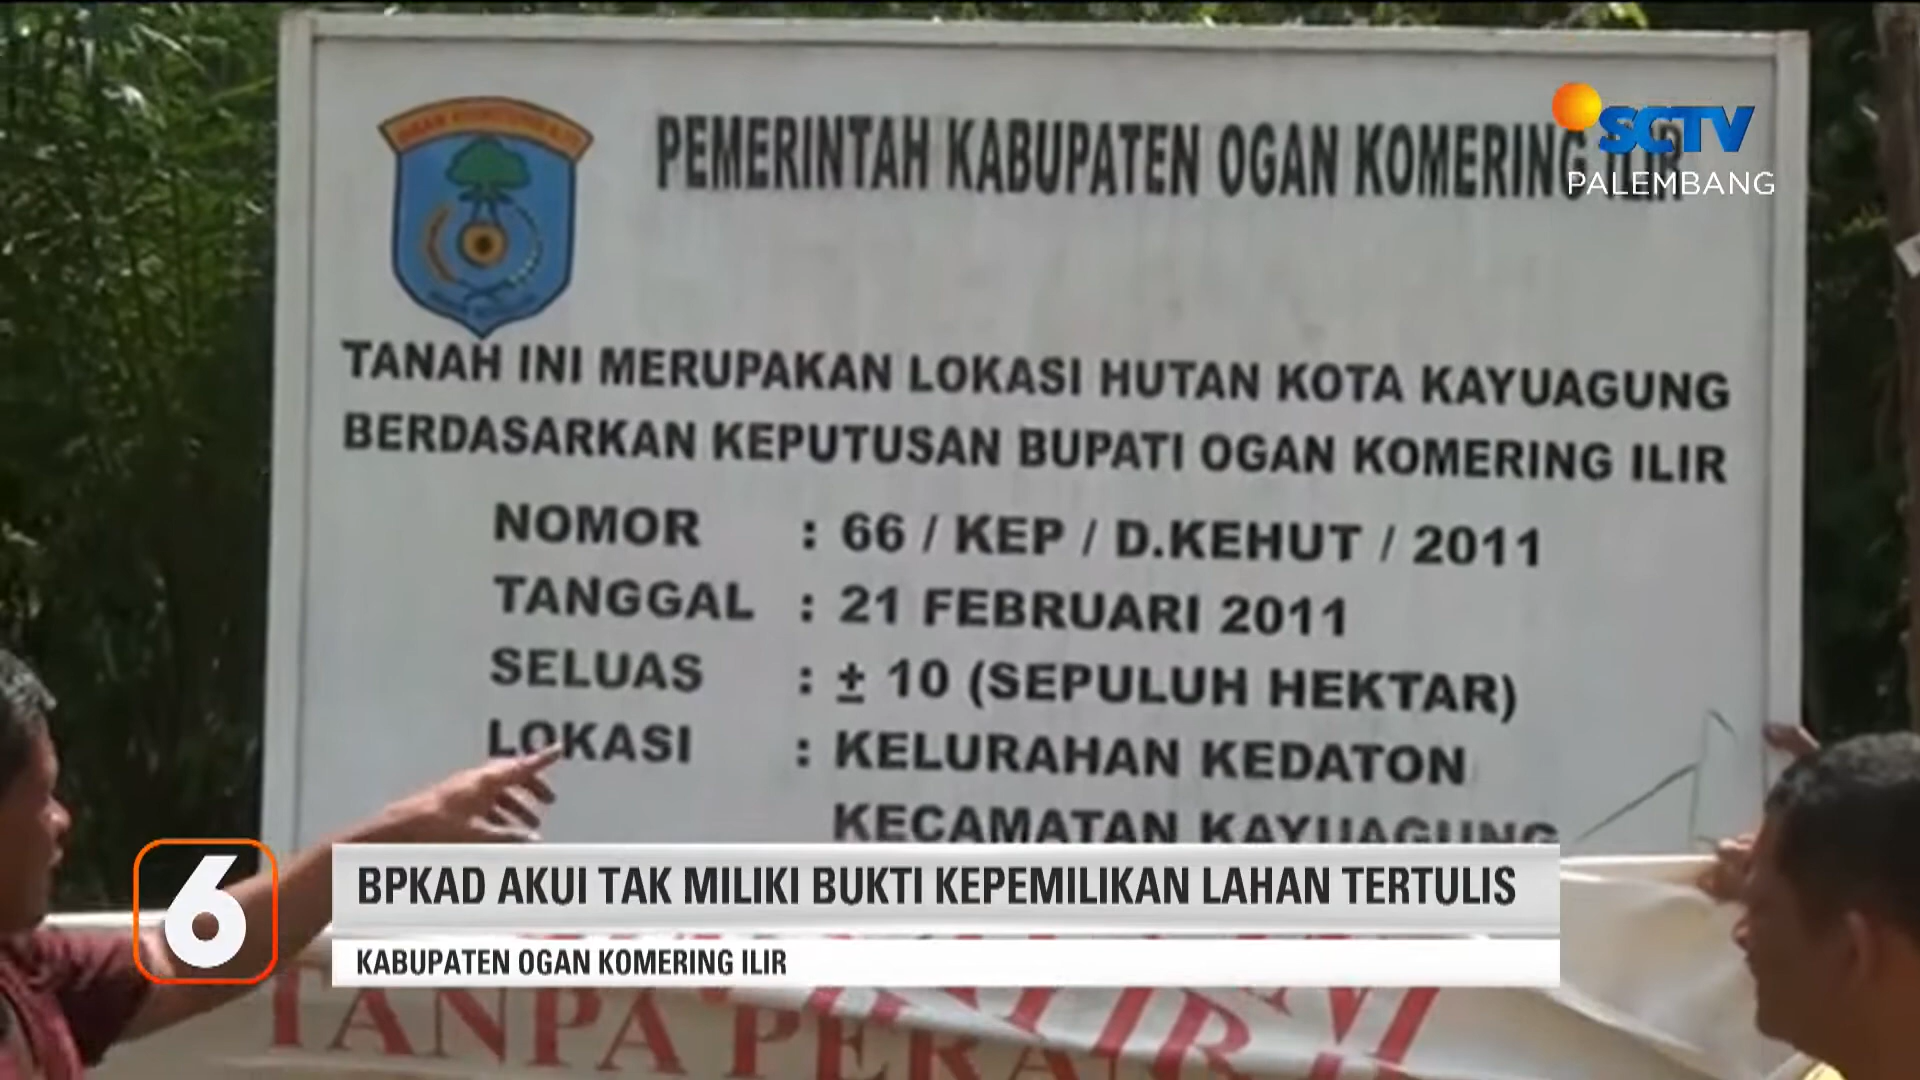 SCTV
PALEMBANG
PEMERINTAH KABUPATEN OGAN KOMERING ILIR
TANAH INI MERUPAKAN LOKASI HUTAN KOTA KAYUAGUNG
BERDASARKAN KEPUTUSAN BUPATI OGAN KOMERING ILIR
NOMOR : 66 / KEP / D.KEHUT / 2011
TANGGAL : 21 FEBRUARI 2011
SELUAS : ± 10 (SEPULUH HEKTAR)
LOKASI : KELURAHAN KEDATON
KECAMATAN KAYUAGUNG
6
BPKAD AKUI TAK MILIKI BUKTI KEPEMILIKAN LAHAN TERTULIS
KABUPATEN OGAN KOMERING ILIR
TANPA